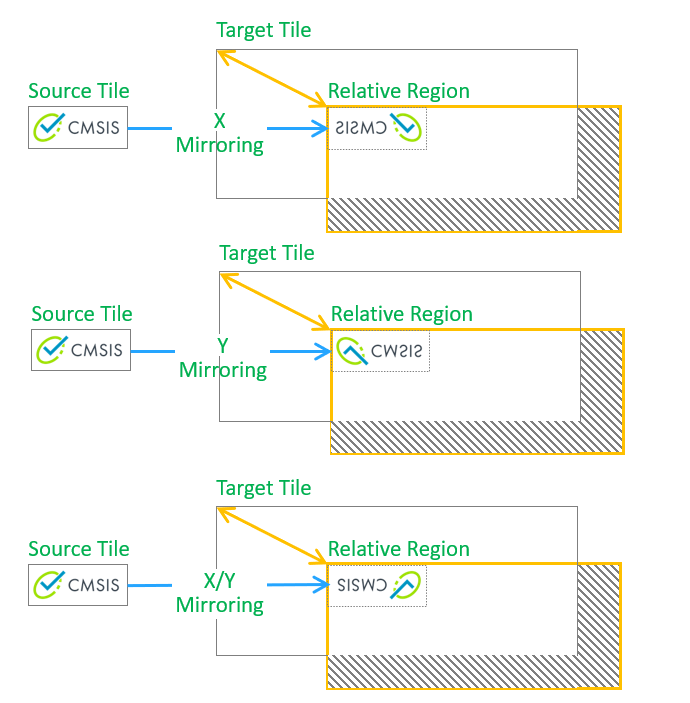 Target Tile
Source Tile
Relative Region
CMSIS
X
Mirroring
CMSIS
Target Tile
Source Tile
Relative Region
CMSIS
Y
Mirroring
CMSIS
Target Tile
Source Tile
Relative Region
CMSIS
X/Y
Mirroring
CMSIS